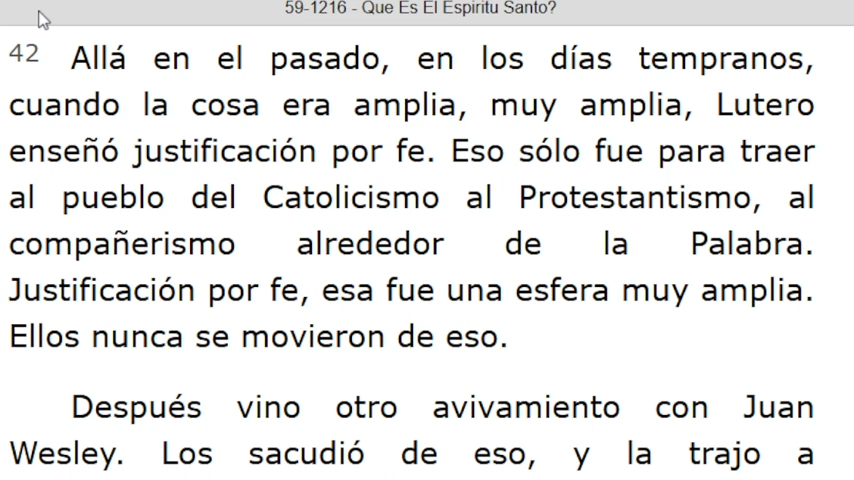 59-1216 - Que Es El Espiritu Santo?
42 Allá en el pasado, en los días tempranos,
cuando la cosa era amplia, muy amplia, Lutero
enseñó justificación por fe. Eso sólo fue para traer
al pueblo del Catolicismo al Protestantismo, al
compañerismo alrededor de la Palabra.
Justificación por fe, esa fue una esfera muy amplia.
Ellos nunca se movieron de eso.
Después vino otro avivamiento con Juan
Wesley. Los sacudió de eso, y la trajo a